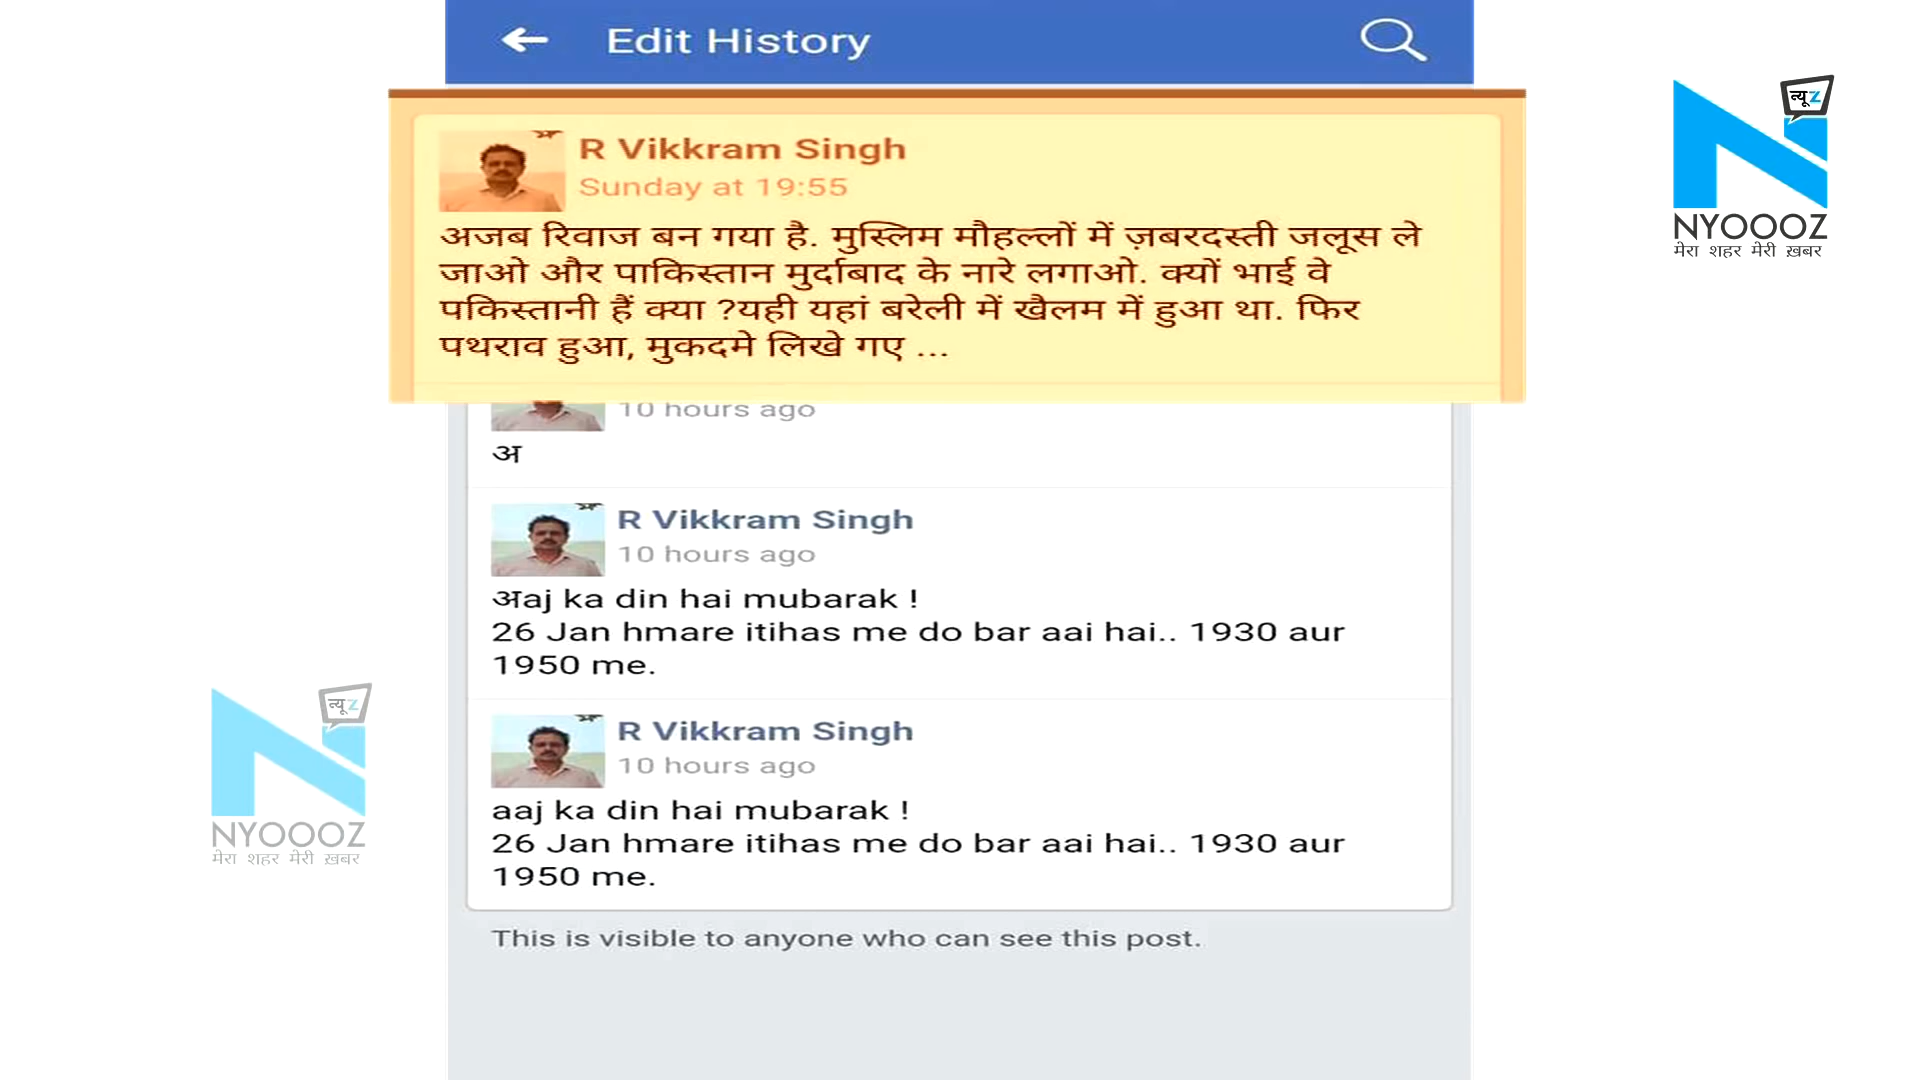 Edit History
R Vikkram Singh
Sunday at 19:55
अजब रिवाज बन गया है. मुस्लिम मौहल्लों में ज़बरदस्ती जलूस ले
जाओ और पाकिस्तान मुर्दाबाद के नारे लगाओ. क्यों भाई वे
पकिस्तानी हैं क्या ?यही यहां बरेली में खैलम में हुआ था. फिर
पथराव हुआ, मुकदमे लिखे गए ...
10 hours ago
अ
R Vikkram Singh
10 hours ago
अaj ka din hai mubarak !
26 Jan hmare itihas me do bar aai hai.. 1930 aur
1950 me.
R Vikkram Singh
10 hours ago
aaj ka din hai mubarak !
26 Jan hmare itihas me do bar aai hai.. 1930 aur
1950 me.
This is visible to anyone who can see this post.
न्यूz
NYOOOZ
मेरा शहर मेरी ख़बर
न्यूz
NYOOOZ
मेरा शहर मेरी ख़बर